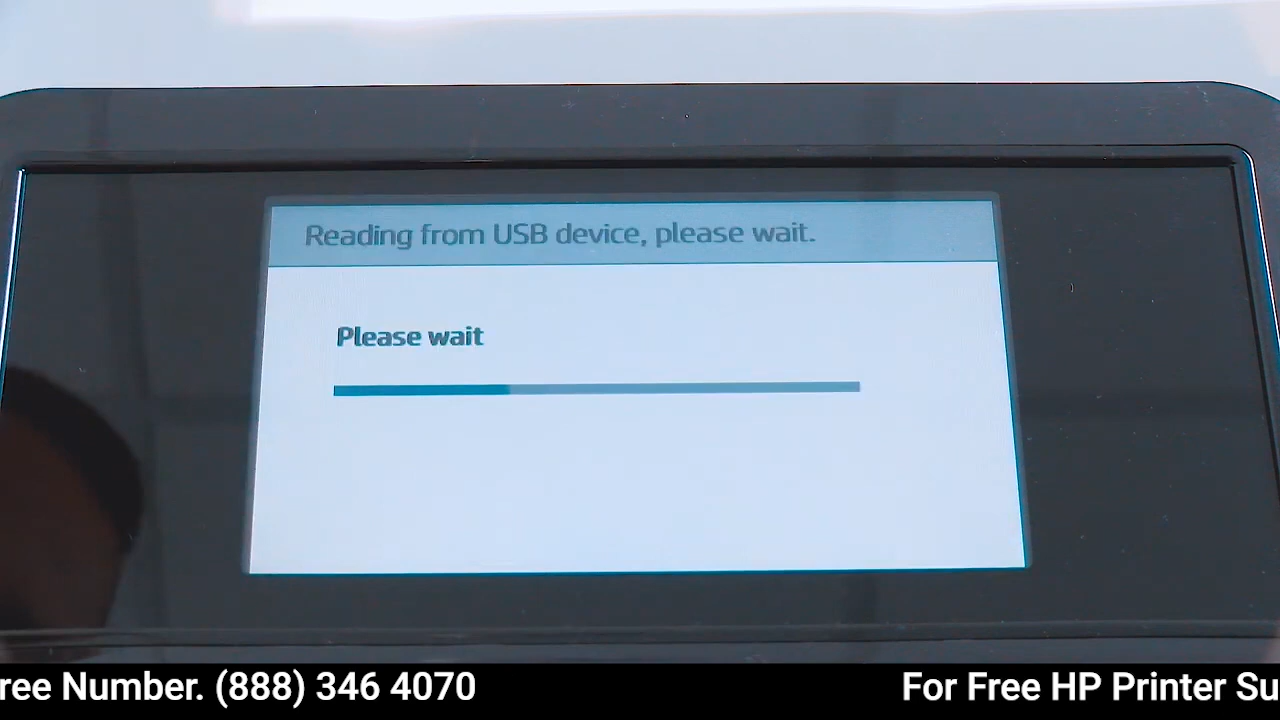 Reading from USB device, please wait.
Please wait
ree Number. (888) 346 4070 For Free HP Printer Su